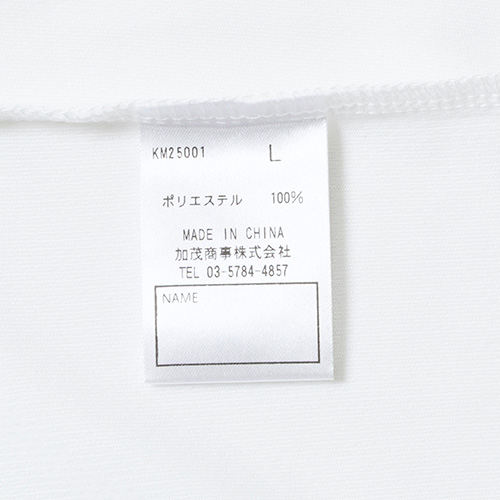 KM25001 L
ポリエステル 100%
MADE IN CHINA
加茂商事株式会社
TEL 03-5784-4857
NAME